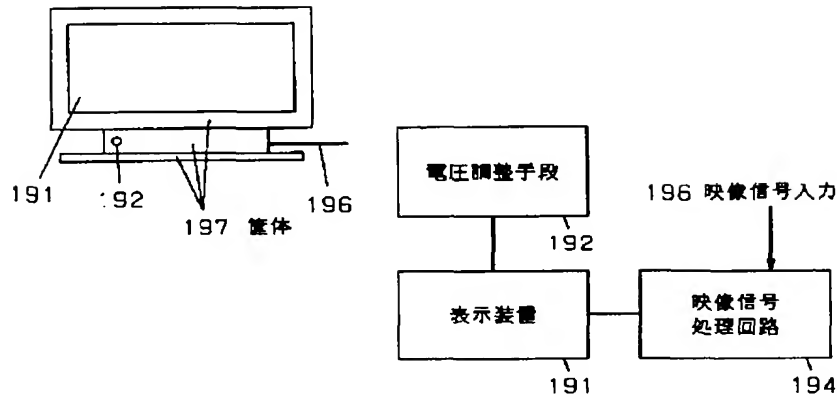 191
192
197 筐体
196
電圧調整手段
192
196 映像信号入力
表示装置
191
映像信号
処理回路
194